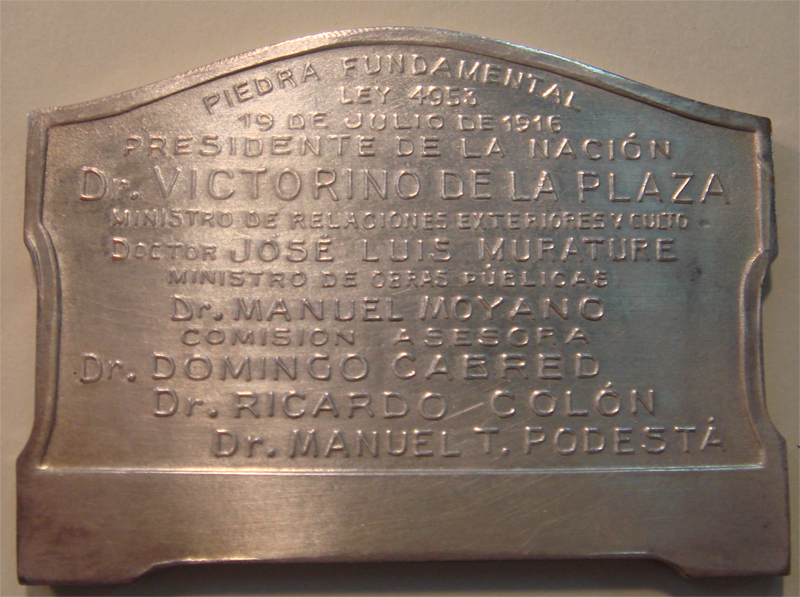 PIEDRA FUNDAMENTAL
LEY 4953
19 DE JULIO DE 1916
PRESIDENTE DE LA NACIÓN
Dr. VICTORINO DE LA PLAZA
MINISTRO DE RELACIONES EXTERIORES Y CULTO
DOCTOR JOSÉ LUIS MURATURE
MINISTRO DE OBRAS PÚBLICAS
Dr. MANUEL MOYANO
COMISION ASESORA
Dr. DOMINGO CABRED
Dr. RICARDO COLÓN
Dr. MANUEL T. PODESTÁ